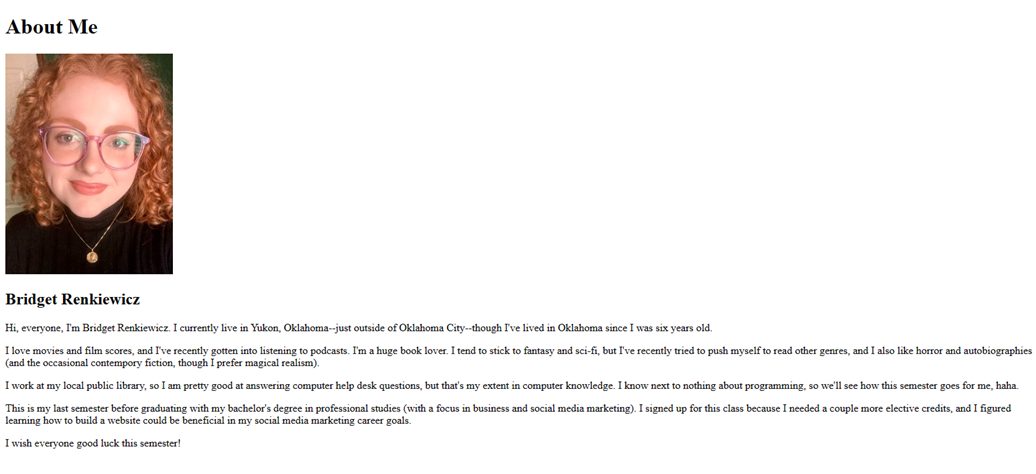 About Me
Bridget Renkiewicz
Hi, everyone, I'm Bridget Renkiewicz. I currently live in Yukon, Oklahoma--just outside of Oklahoma City--though I've lived in Oklahoma since I was six years old.
I love movies and film scores, and I've recently gotten into listening to podcasts. I'm a huge book lover. I tend to stick to fantasy and sci-fi, but I've recently tried to push myself to read other genres, and I also like horror and autobiographies
(and the occasional contempory fiction, though I prefer magical realism).
I work at my local public library, so I am pretty good at answering computer help desk questions, but that's my extent in computer knowledge. I know next to nothing about programming, so we'll see how this semester goes for me, haha.
This is my last semester before graduating with my bachelor's degree in professional studies (with a focus in business and social media marketing). I signed up for this class because I needed a couple more elective credits, and I figured
learning how to build a website could be beneficial in my social media marketing career goals.
I wish everyone good luck this semester!